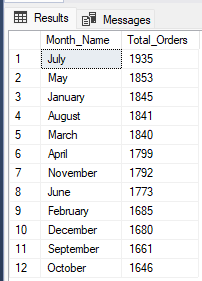 Results Messages
Month_Name Total_Orders
1 July 1935
2 May 1853
3 January 1845
4 August 1841
5 March 1840
6 April 1799
7 November 1792
8 June 1773
9 February 1685
10 December 1680
11 September 1661
12 October 1646